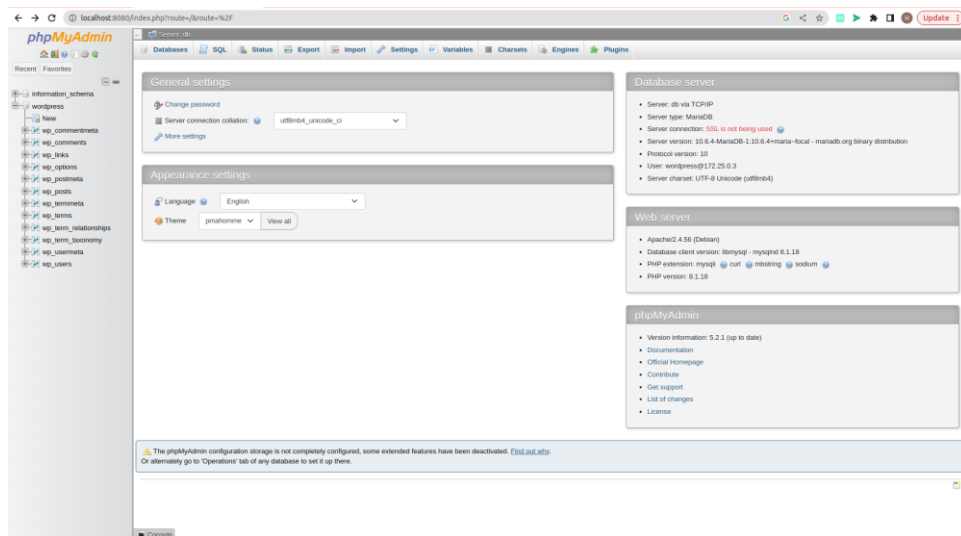 localhost:8080/index.php?route=/&route=%2F
Update
phpMyAdmin
Recent Favorites
information_schema
wordpress
New
wp_commentmeta
wp_comments
wp_links
wp_options
wp_postmeta
wp_posts
wp_termmeta
wp_terms
wp_term_relationships
wp_term_taxonomy
wp_usermeta
wp_users
Server: db
Databases SQL Status Export Import Settings Variables Charsets Engines Plugins
General settings
Change password
Server connection collation: utf8mb4_unicode_ci
More settings
Appearance settings
Language English
Theme pmahomme View all
Database server
• Server: db via TCP/IP
• Server type: MariaDB
• Server connection: SSL is not being used
• Server version: 10.6.4-MariaDB-1:10.6.4+maria~focal - mariadb.org binary distribution
• Protocol version: 10
• User: wordpress@172.25.0.3
• Server charset: UTF-8 Unicode (utf8mb4)
Web server
• Apache/2.4.56 (Debian)
• Database client version: libmysql - mysqlnd 8.1.18
• PHP extension: mysqli curl mbstring sodium
• PHP version: 8.1.18
phpMyAdmin
• Version information: 5.2.1 (up to date)
• Documentation
• Official Homepage
• Contribute
• Get support
• List of changes
• License
The phpMyAdmin configuration storage is not completely configured, some extended features have been deactivated. Find out why.
Or alternately go to 'Operations' tab of any database to set it up there.
Console